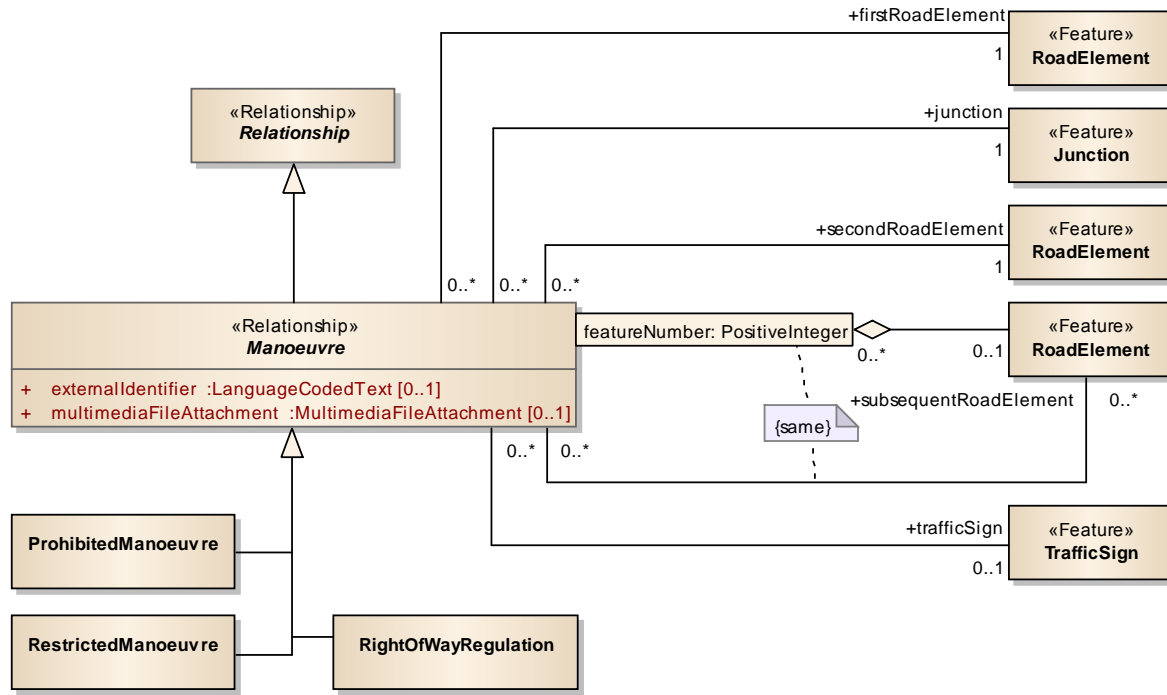 +firstRoadElement
«Feature»
RoadElement
1
«Relationship»
Relationship
+junction
«Feature»
Junction
1
+secondRoadElement
«Feature»
RoadElement
1
0..*
0..*
0..*
«Relationship»
Manoeuvre
featureNumber: PositiveInteger
0..*
0..1
«Feature»
RoadElement
+ externalIdentifier :LanguageCodedText [0..1]
+ multimediaFileAttachment :MultimediaFileAttachment [0..1]
+subsequentRoadElement
0..*
{same}
0..*
0..*
+trafficSign
«Feature»
TrafficSign
0..1
ProhibitedManoeuvre
RestrictedManoeuvre
RightOfWayRegulation